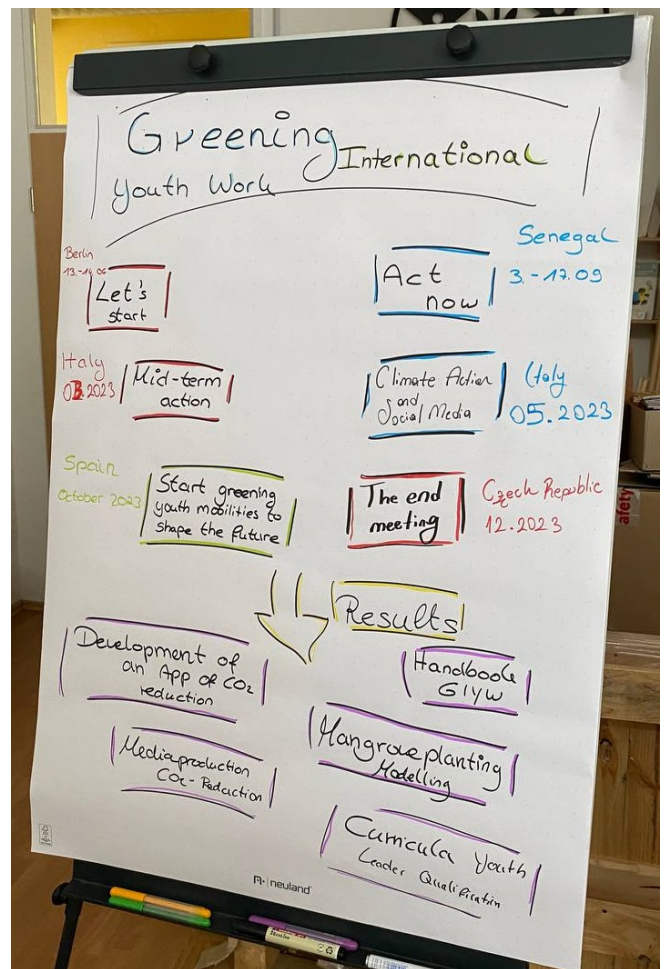 Greening International
Youth Work
Berlin
13.-14.06
Let's
start
Senegal
3.-17.09
Act
now
Italy
03.2023
Mid-term
action
Climate Action
and
Social Media
Italy
05.2023
Spain
October 2023
Start greening
youth mobilities to
shape the future
The end
meeting
Czech Republic
12.2023
Results
Development of
an App of CO2
reduction
Handbook
GIYW
Mediaproduction
CO2-Reduction
Mangroveplanting
Modelling
Curricula Youth
Leader Qualification
neuland
afety